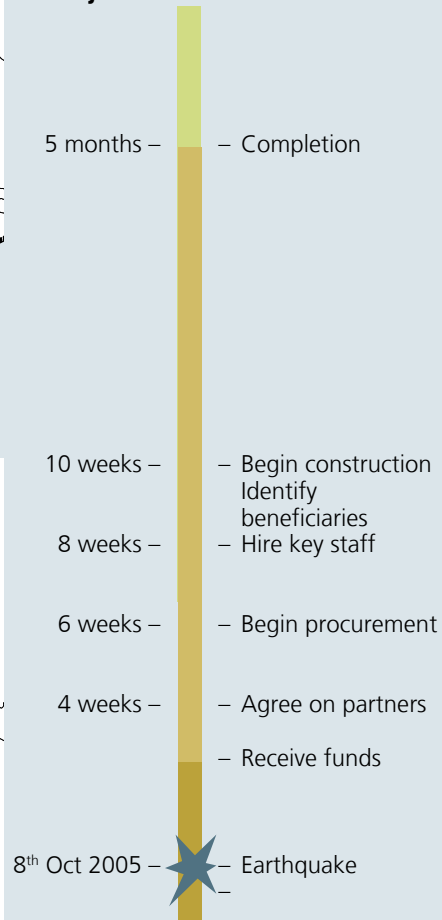 5 months – – Completion
10 weeks – – Begin construction
Identify
beneficiaries
8 weeks – – Hire key staff
6 weeks – – Begin procurement
4 weeks – – Agree on partners
– Receive funds
8th Oct 2005 – – Earthquake
–